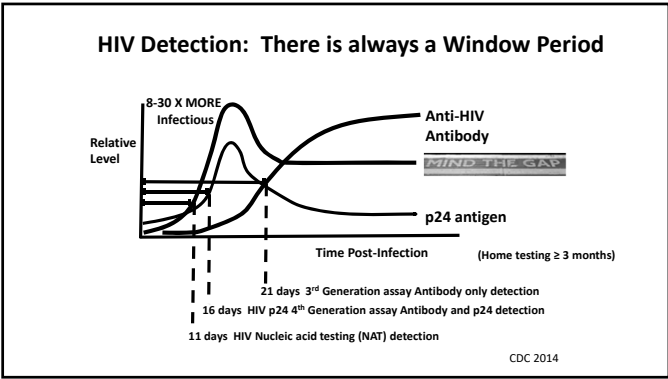 HIV Detection: There is always a Window Period
8-30 X MORE
Infectious
Relative
Level
Anti-HIV
Antibody
MIND THE GAP
p24 antigen
Time Post-Infection
(Home testing ≥ 3 months)
21 days 3rd Generation assay Antibody only detection
16 days HIV p24 4th Generation assay Antibody and p24 detection
11 days HIV Nucleic acid testing (NAT) detection
CDC 2014